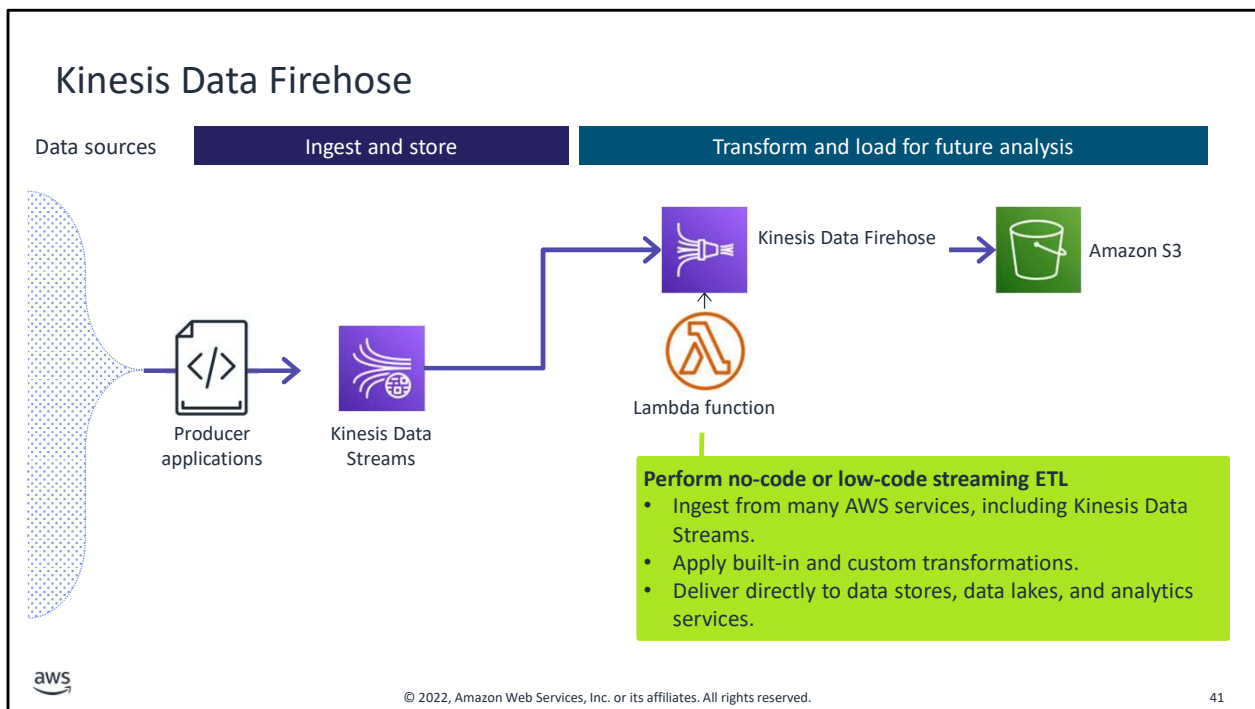 Kinesis Data Firehose
Data sources
Ingest and store
Transform and load for future analysis
Kinesis Data Firehose
Amazon S3
</>
Producer
applications
Kinesis Data
Streams
Lambda function
Perform no-code or low-code streaming ETL
• Ingest from many AWS services, including Kinesis Data
Streams.
• Apply built-in and custom transformations.
• Deliver directly to data stores, data lakes, and analytics
services.
aws
© 2022, Amazon Web Services, Inc. or its affiliates. All rights reserved.
41